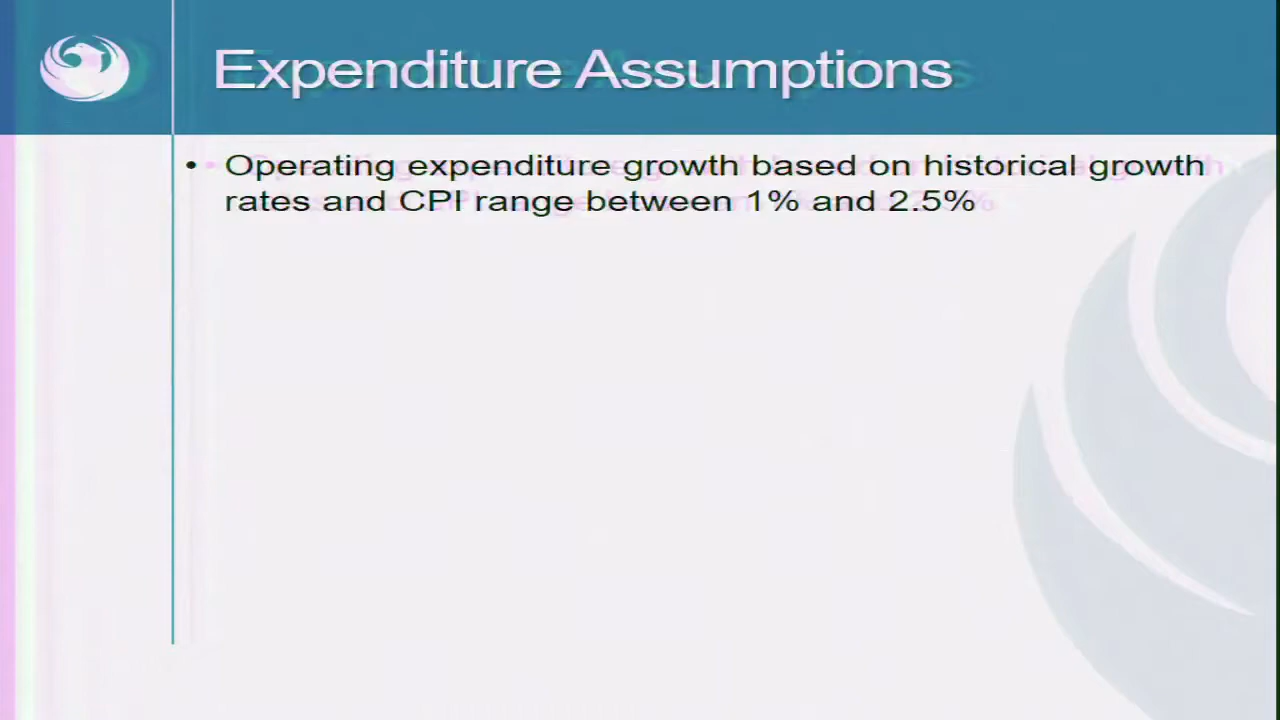 Expenditure Assumptions
• Operating expenditure growth based on historical growth
rates and CPI range between 1% and 2.5%